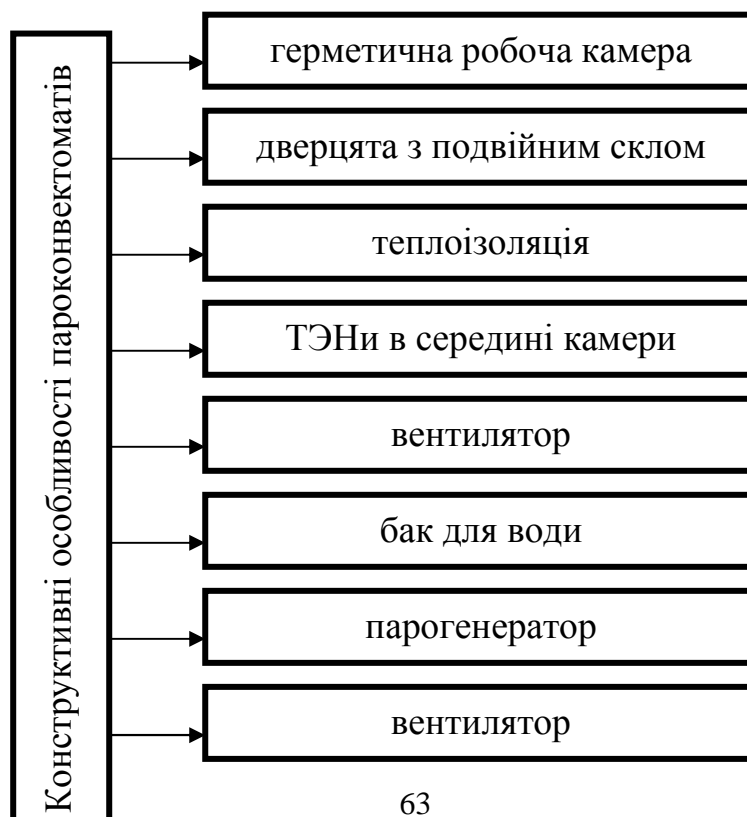 Конструктивні особливості пароконвектоматів
герметична робоча камера
дверцята з подвійним склом
теплоізоляція
ТЭНи в середині камери
вентилятор
бак для води
парогенератор
вентилятор
63